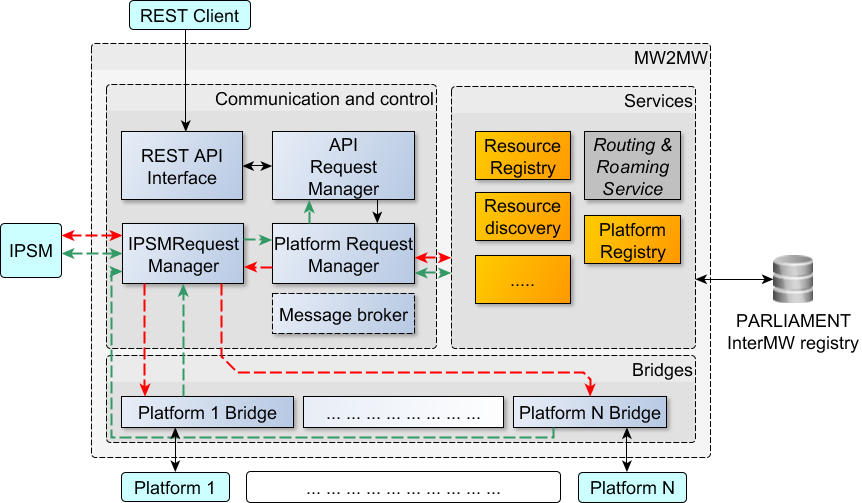 REST Client
MW2MW
Communication and control
Services
REST API
Interface
API
Request
Manager
Resource
Registry
Routing &
Roaming
Service
Resource
discovery
Platform
Registry
.....
IPSM
IPSMRequest
Manager
Platform Request
Manager
Message broker
PARLIAMENT
InterMW registry
Bridges
Platform 1 Bridge
... ... ... ... ... ... ... ...
Platform N Bridge
Platform 1
... ... ... ... ... ... ... ... ... ...
Platform N